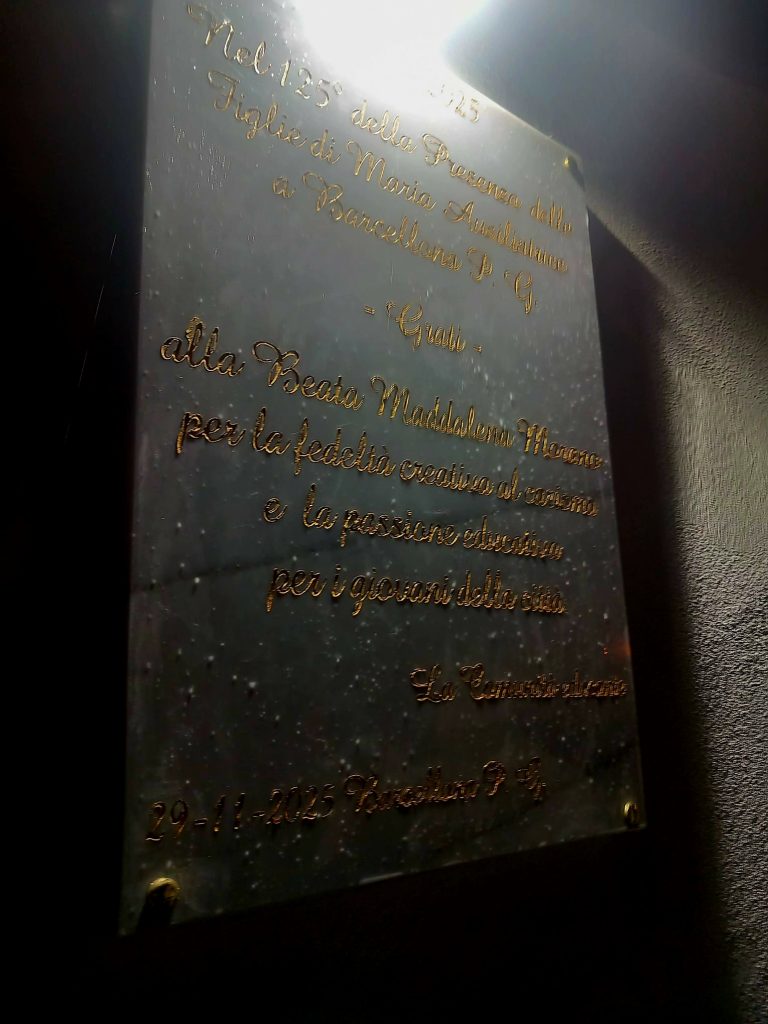 2025
Nel 125° della Presenza delle
Figlie di Maria Ausiliatrice
a Barcellona P. G.
- Grati -
alla Beata Maddalena Morano
per la fedeltà creativa al carisma
e la passione educativa
per i giovani della città
La Comunità educante
29-11-2025 Barcellona P. G.